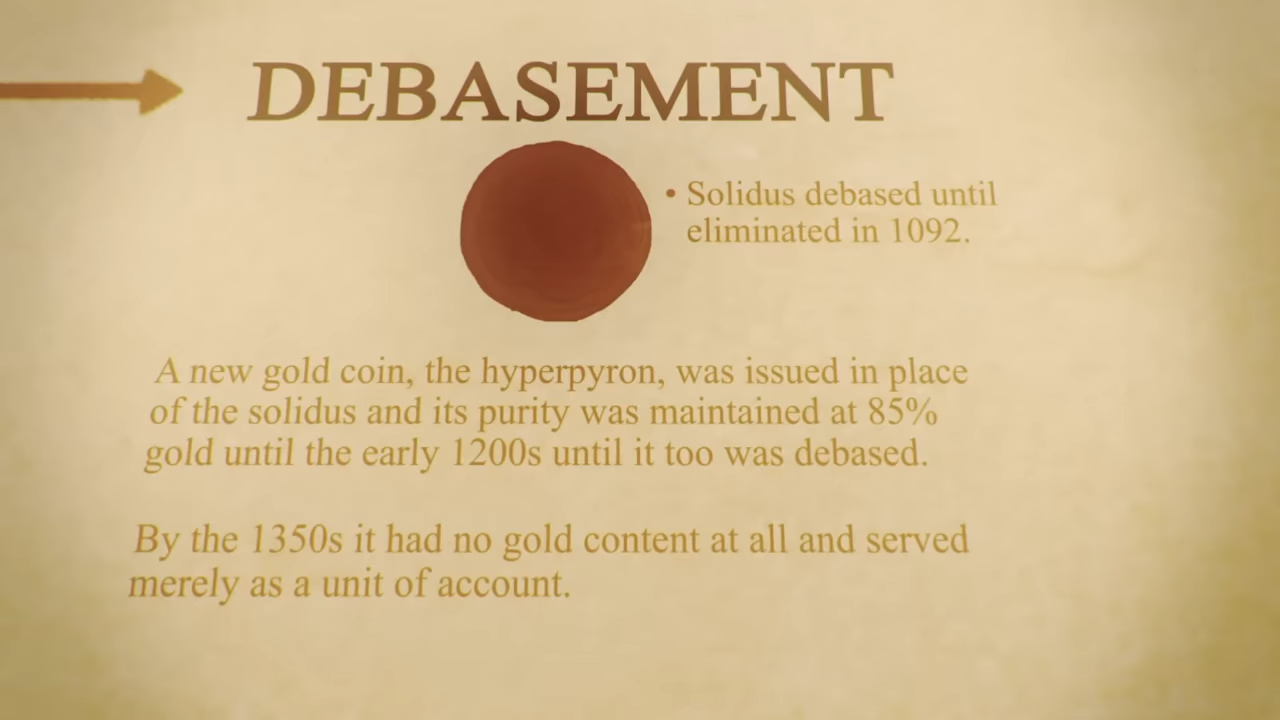 DEBASEMENT
• Solidus debased until
eliminated in 1092.
A new gold coin, the hyperpyron, was issued in place
of the solidus and its purity was maintained at 85%
gold until the early 1200s until it too was debased.
By the 1350s it had no gold content at all and served
merely as a unit of account.